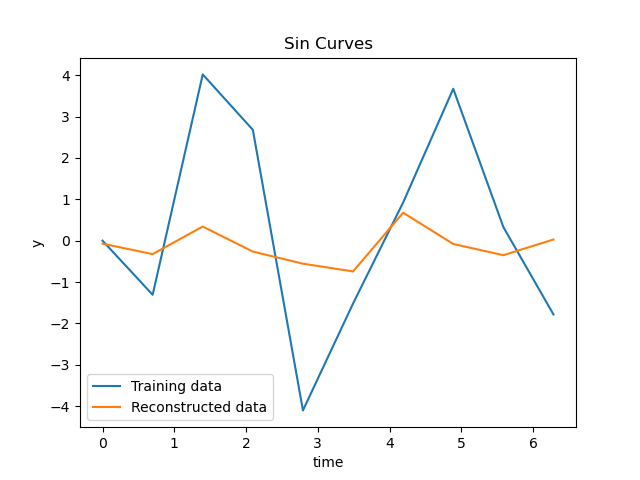 Sin Curves
y
4
3
2
1
0
−1
−2
−3
−4
Training data
Reconstructed data
0 1 2 3 4 5 6
time